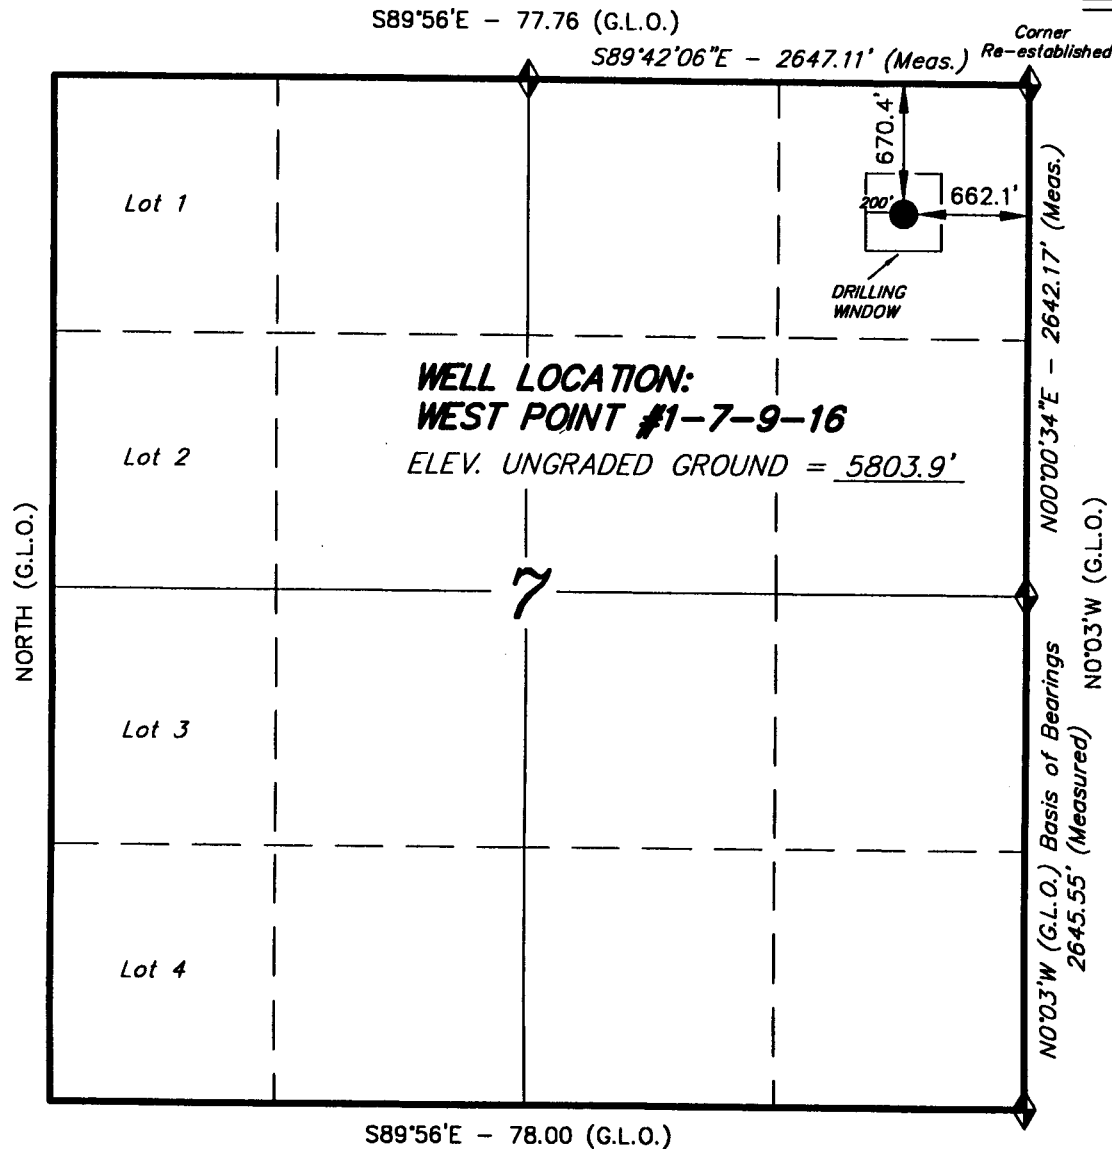 S89°56'E - 77.76 (G.L.O.)
S89°42'06"E - 2647.11' (Meas.)
Corner
Re-established
670.4'
Lot 1
200'
662.1'
DRILLING
WINDOW
N00°00'34"E - 2642.17' (Meas.)
WELL LOCATION:
WEST POINT #1-7-9-16
Lot 2
ELEV. UNGRADED GROUND = 5803.9'
NORTH (G.L.O.)
7
N0°03'W (G.L.O.)
Lot 3
N0°03'W (G.L.O.) Basis of Bearings
2645.55' (Measured)
Lot 4
S89°56'E - 78.00 (G.L.O.)